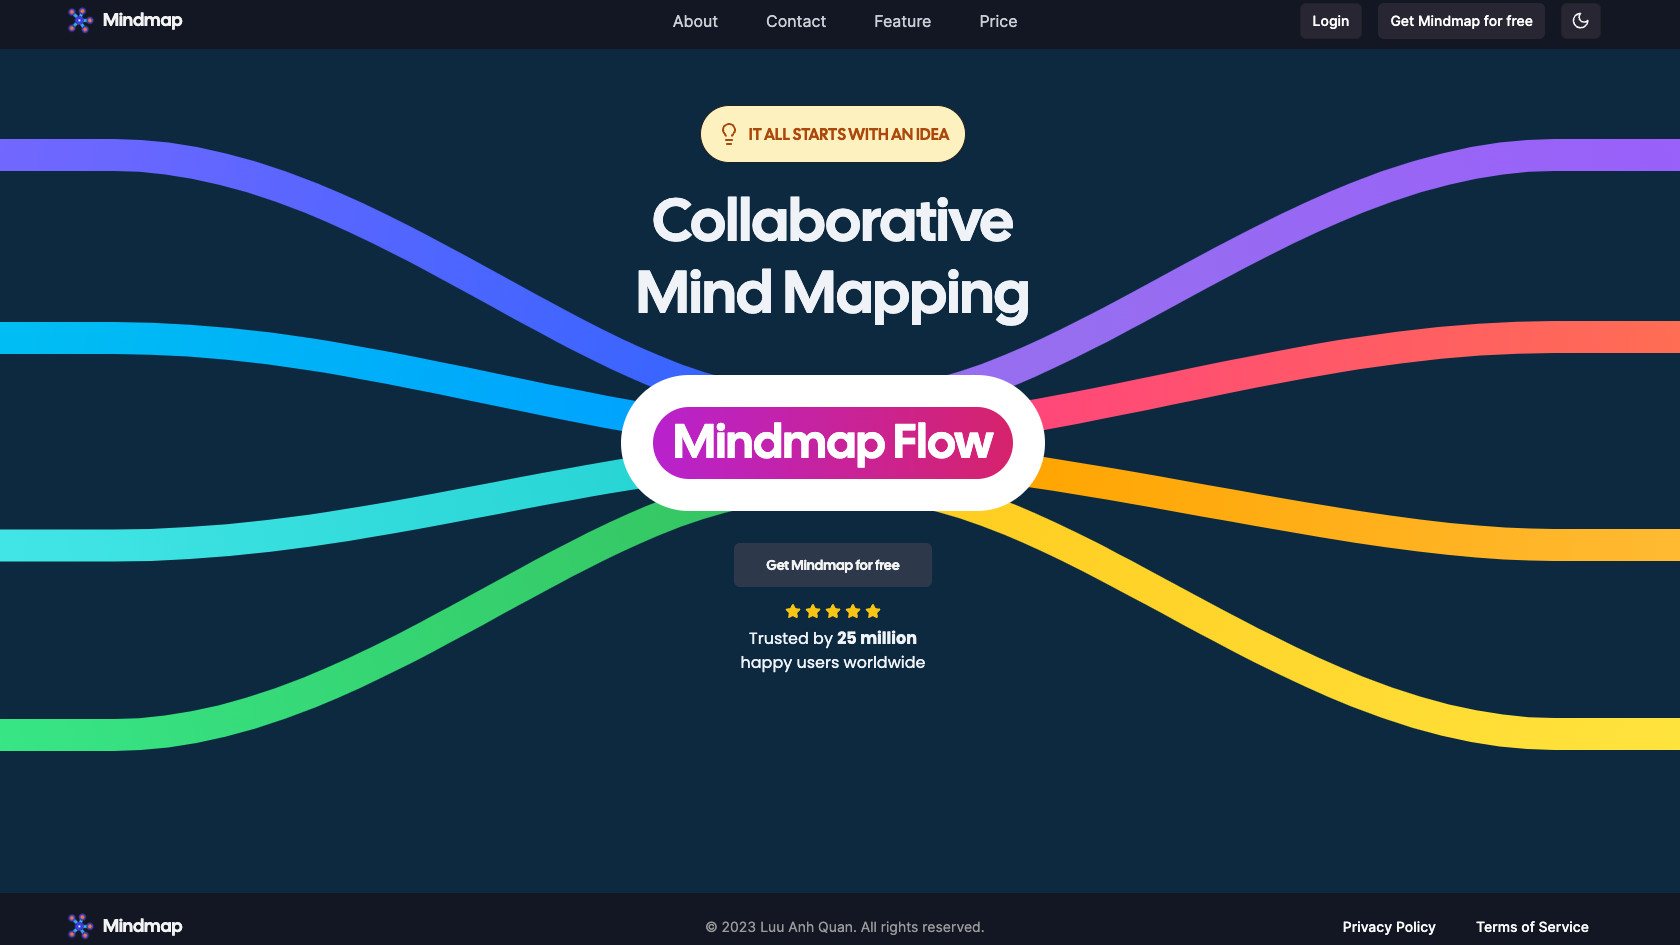 Mindmap
About
Contact
Feature
Price
Login
Get Mindmap for free
IT ALL STARTS WITH AN IDEA
Collaborative
Mind Mapping
Mindmap Flow
Get Mindmap for free
Trusted by 25 million
happy users worldwide
Mindmap
© 2023 Luu Anh Quan. All rights reserved.
Privacy Policy
Terms of Service